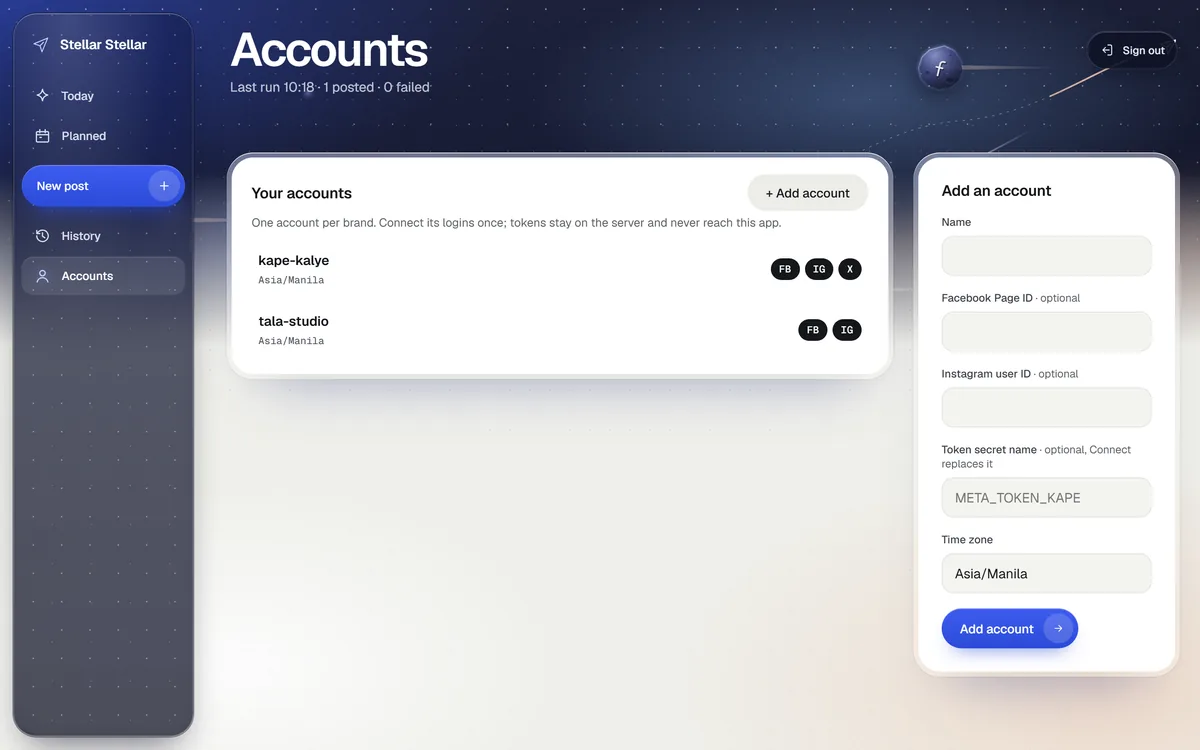 Stellar Stellar
Today
Planned
New post
+
History
Accounts
Accounts
Last run 10:18 · 1 posted · 0 failed
f
Sign out
Your accounts
+ Add account
One account per brand. Connect its logins once; tokens stay on the server and never reach this app.
kape-kalye
Asia/Manila
FB IG X
tala-studio
Asia/Manila
FB IG
Add an account
Name
Facebook Page ID · optional
Instagram user ID · optional
Token secret name · optional, Connect
replaces it
META_TOKEN_KAPE
Time zone
Asia/Manila
Add account →